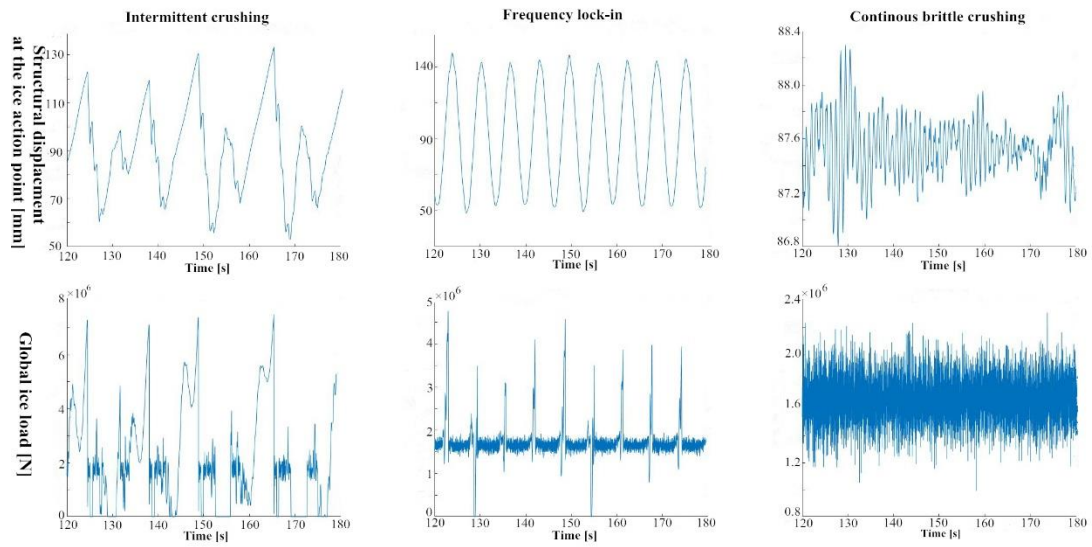 Intermittent crushing
Frequency lock-in
Continous brittle crushing
Structural displacment
at the ice action point [mm]
130
110
90
70
50
120 130 140 150 160 170 180
Time [s]
140
90
50
120 130 140 150 160 170 180
Time [s]
88.4
88.0
87.6
87.2
86.8
120 130 140 150 160 170 180
Time [s]
Global ice load [N]
×10⁶
8
6
4
2
0
120 130 140 150 160 170 180
Time [s]
×10⁶
5
4
3
2
1
0
120 130 140 150 160 170 180
Time [s]
×10⁶
2.4
2.0
1.6
1.2
0.8
120 130 140 150 160 170 180
Time [s]